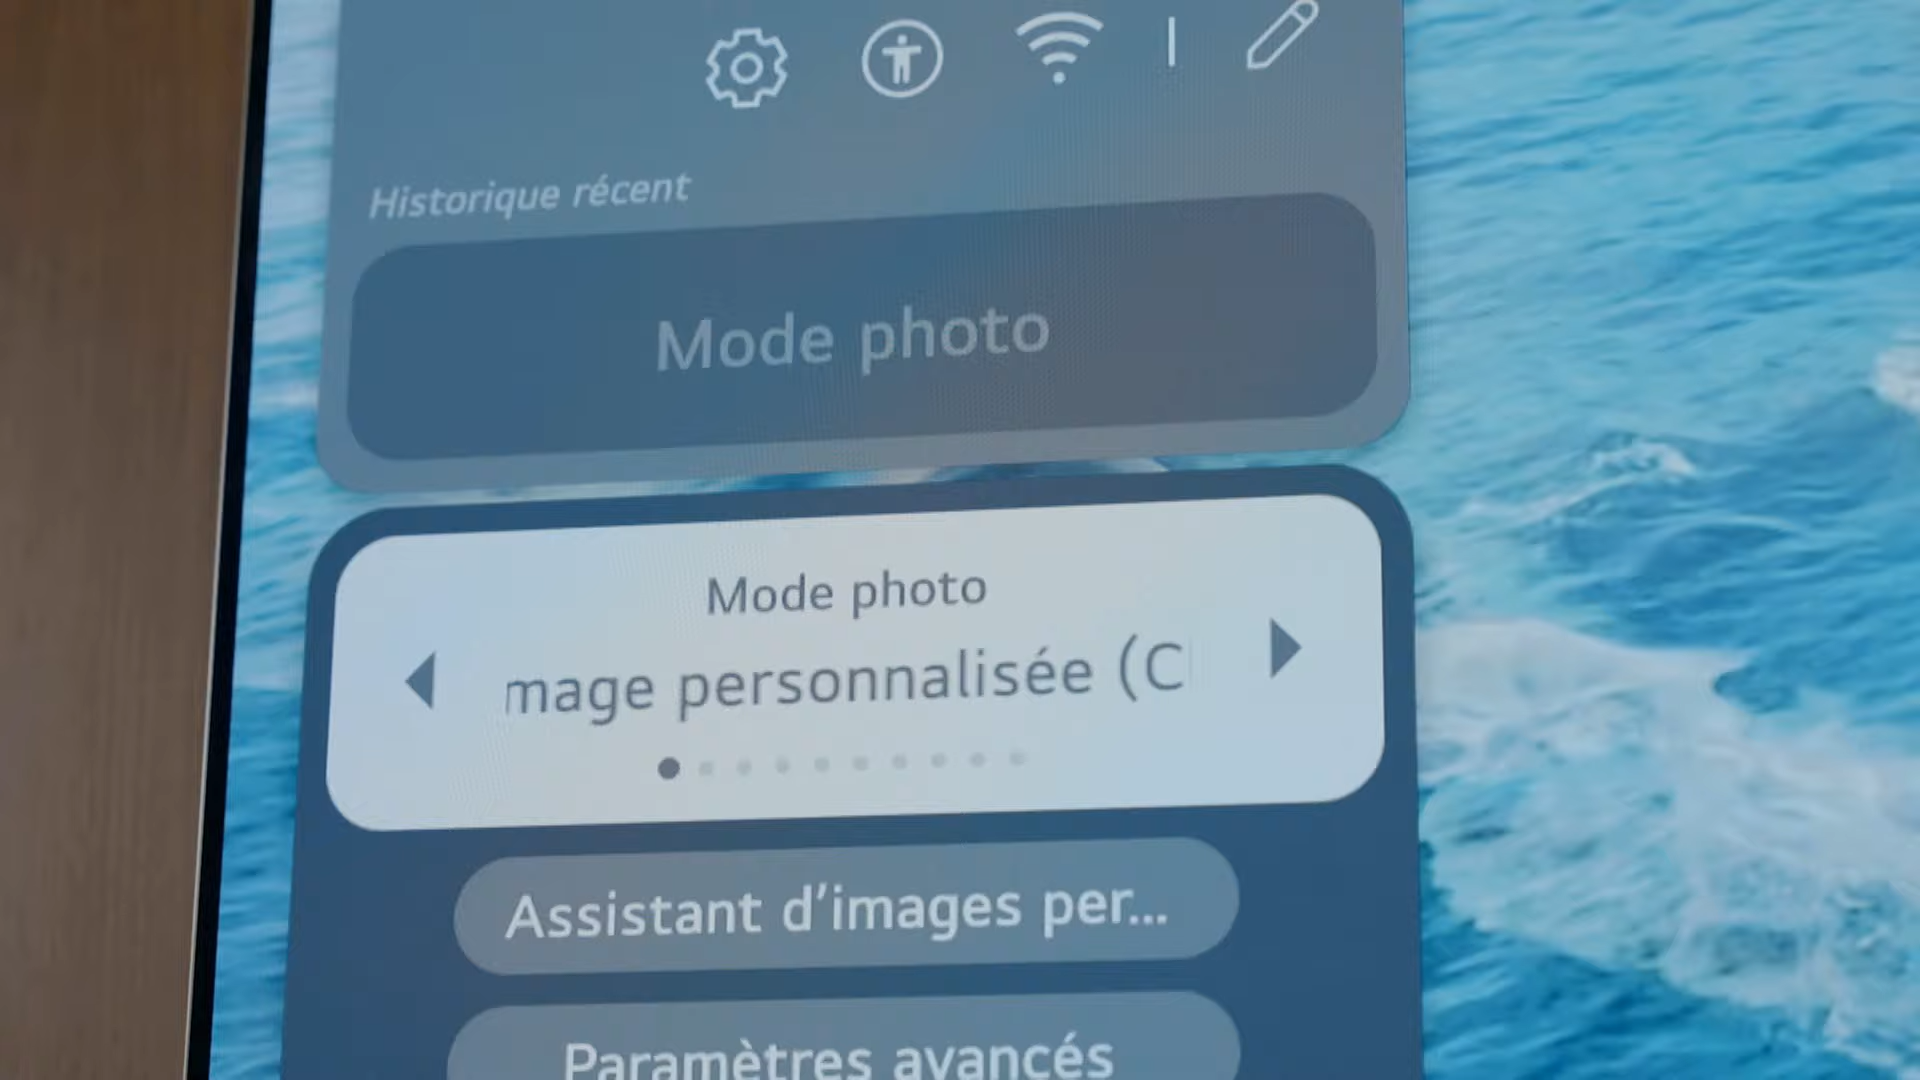 Historique récent
Mode photo
Mode photo
mage personnalisée (C
Assistant d’images per...
Paramètres avancés